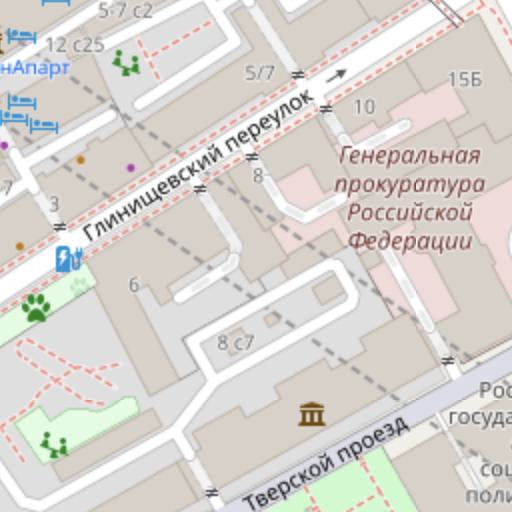 5-7 с2
12 с25
нАпарт
5/7
15Б
10
Глинищевский переулок
Генеральная
прокуратура
Российской
Федерации
8
7
3
6
8 с7
Тверской проезд
Рос
госуда
соц
поли